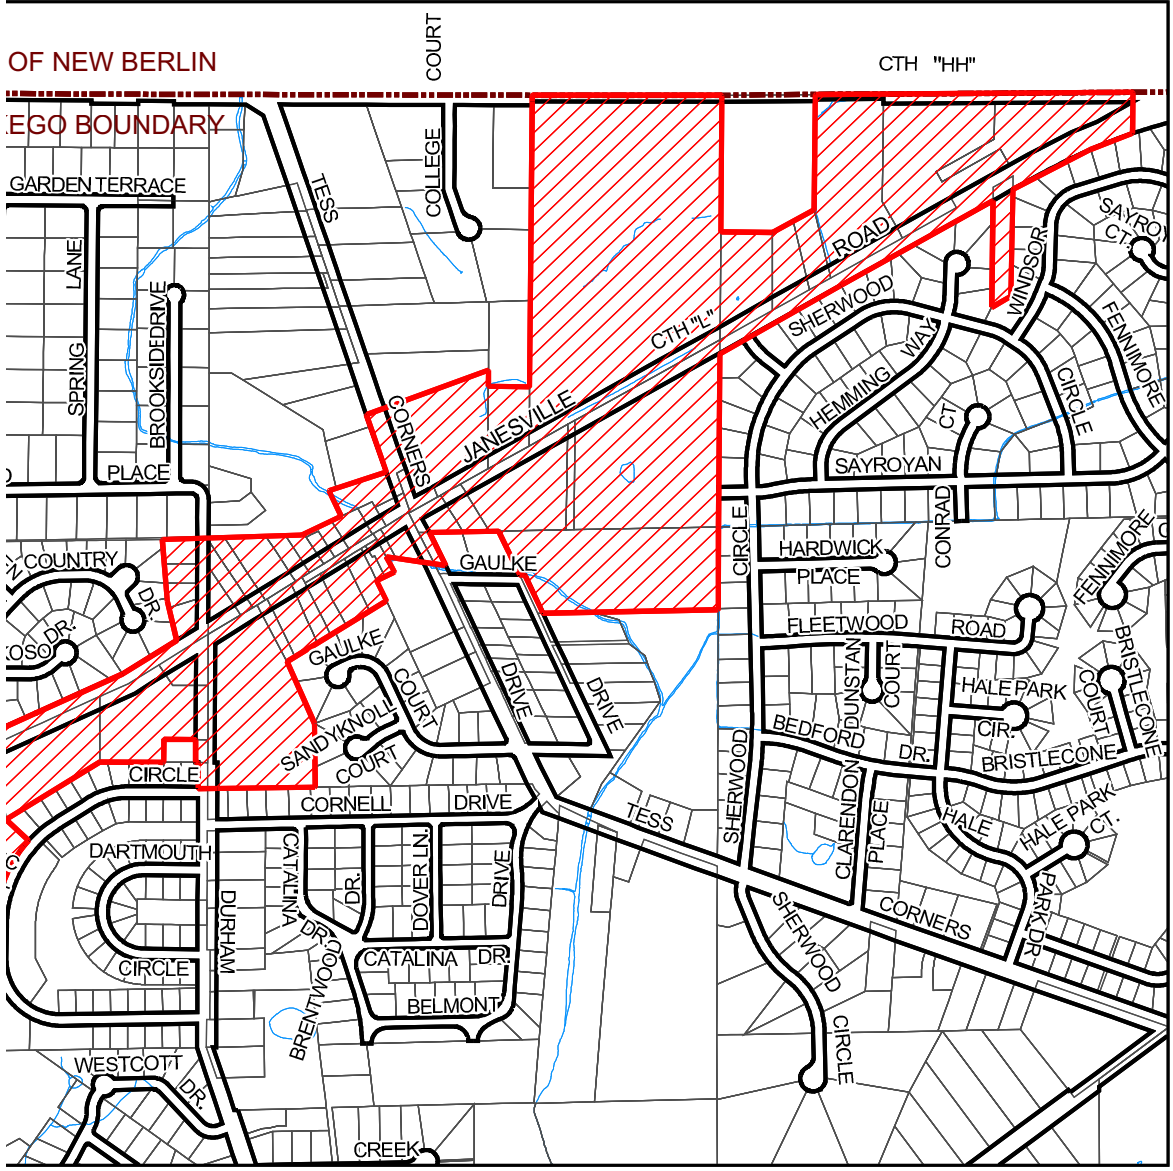 COURT
OF NEW BERLIN
CTH "HH"
EGO BOUNDARY
COLLEGE
GARDEN TERRACE
TESS
SAYROY
CT.
ROAD
LANE
WINDSOR
BROOKSIDE DRIVE
SHERWOOD
CTH "L"
FENNIMORE
WAY
SPRING
HEMMING
CIRCLE
CORNERS
JANESVILLE
CT
PLACE
SAYROYAN
CONRAD
CIRCLE
HARDWICK
FENNIMORE
COUNTRY
GAULKE
PLACE
DR.
FLEETWOOD
ROAD
OSO DR.
GAULKE
DUNSTAN
COURT
BRISTLECONE
COURT
COURT
DRIVE
DRIVE
HALE PARK
CIR.
SANDYKNOLL
COURT
BEDFORD
DR.
BRISTLECONE
SHERWOOD
CIRCLE
CORNELL
DRIVE
TESS
CLARENDON
PLACE
HALE
HALE PARK
CT.
DARTMOUTH
CATALINA
DR.
DR.
DOVER LN.
DRIVE
DURHAM
SHERWOOD
CORNERS
PARK DR.
CIRCLE
CATALINA DR.
BRENTWOOD
BELMONT
CIRCLE
WESTCOTT
DR.
CREEK